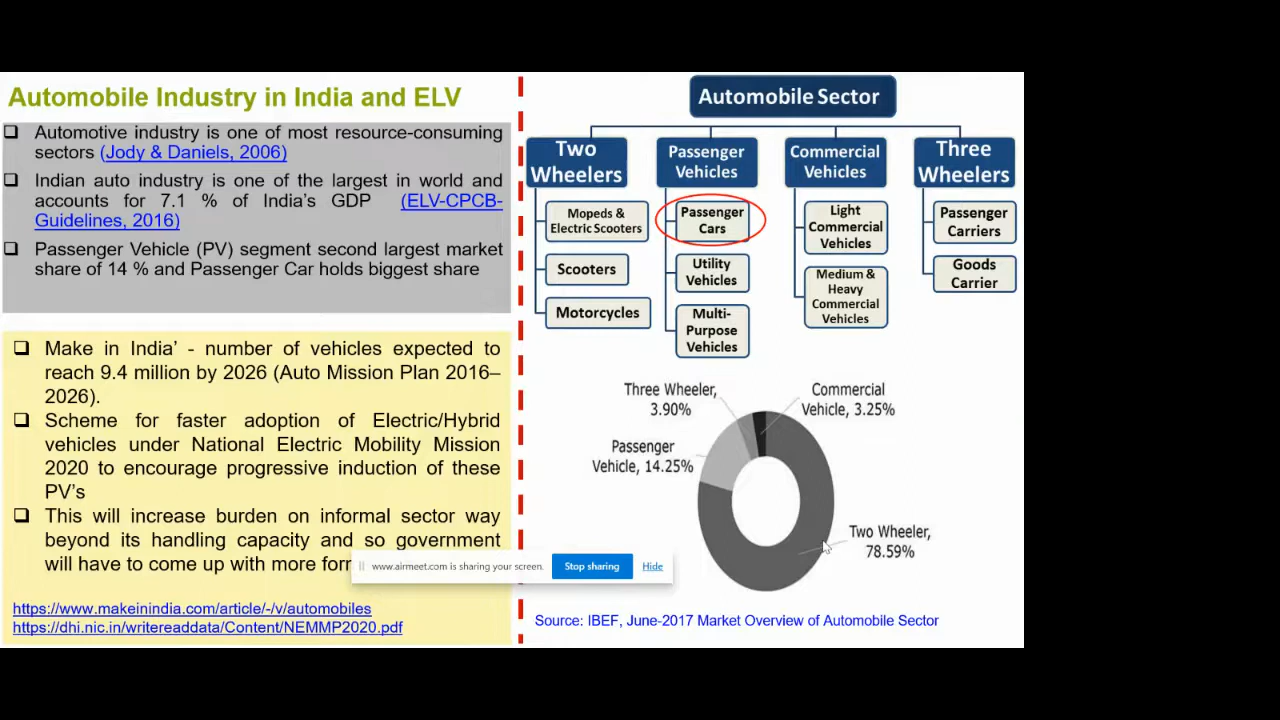 Automobile Industry in India and ELV
Automotive industry is one of most resource-consuming
sectors (Jody & Daniels, 2006)
Indian auto industry is one of the largest in world and
accounts for 7.1 % of India's GDP (ELV-CPCB-
Guidelines, 2016)
Passenger Vehicle (PV) segment second largest market
share of 14 % and Passenger Car holds biggest share
Make in India' - number of vehicles expected to
reach 9.4 million by 2026 (Auto Mission Plan 2016–
2026).
Scheme for faster adoption of Electric/Hybrid
vehicles under National Electric Mobility Mission
2020 to encourage progressive induction of these
PV's
This will increase burden on informal sector way
beyond its handling capacity and so government
will have to come up with more
www.airmeet.com is sharing your screen.
Stop sharing
Hide
https://www.makeinindia.com/article/-/v/automobiles
https://dhi.nic.in/writereaddata/Content/NEMMP2020.pdf
Automobile Sector
Two
Wheelers
Mopeds &
Electric Scooters
Scooters
Motorcycles
Passenger
Vehicles
Passenger
Cars
Utility
Vehicles
Multi-
Purpose
Vehicles
Commercial
Vehicles
Light
Commercial
Vehicles
Medium &
Heavy
Commercial
Vehicles
Three
Wheelers
Passenger
Carriers
Goods
Carrier
Three Wheeler,
3.90%
Commercial
Vehicle, 3.25%
Passenger
Vehicle, 14.25%
Two Wheeler,
78.59%
Source: IBEF, June-2017 Market Overview of Automobile Sector